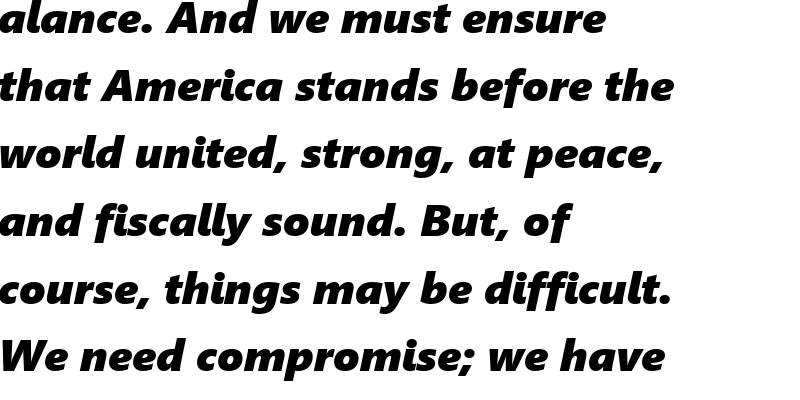 alance. And we must ensure
that America stands before the
world united, strong, at peace,
and fiscally sound. But, of
course, things may be difficult.
We need compromise; we have